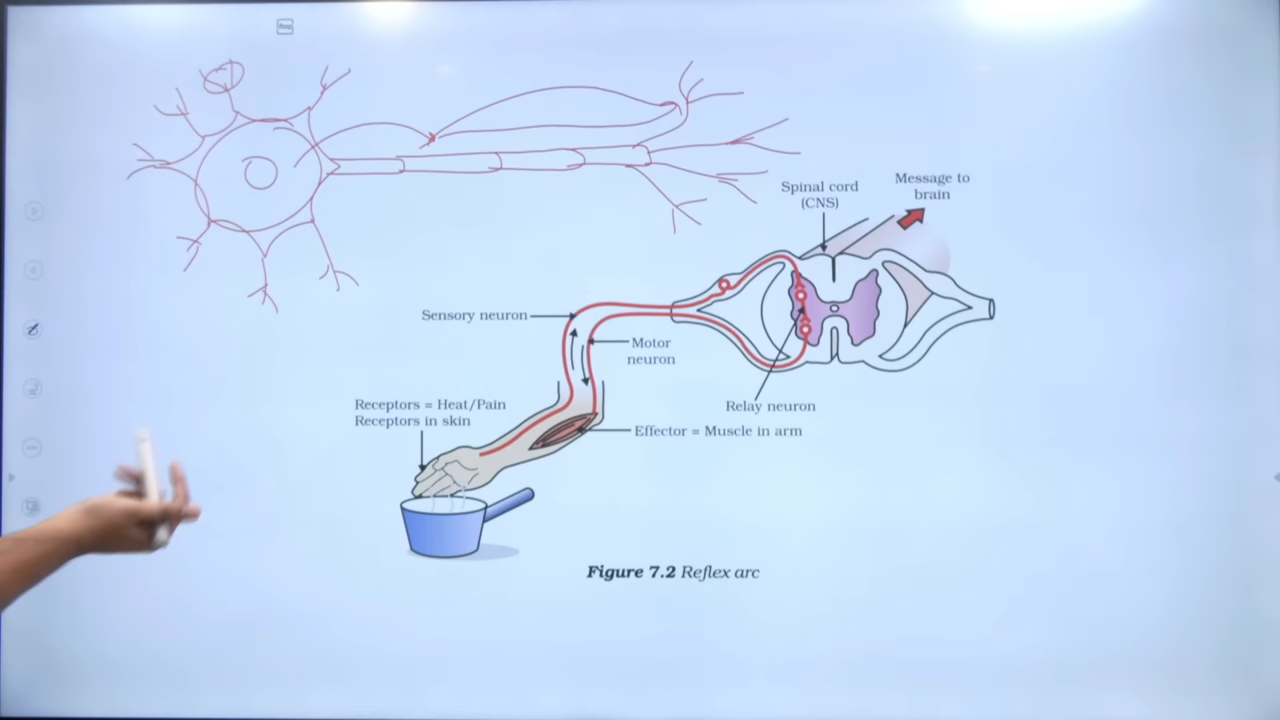 Spinal cord
(CNS)
Message to
brain
Sensory neuron
Motor
neuron
Receptors = Heat/Pain
Receptors in skin
Relay neuron
Effector = Muscle in arm
Figure 7.2 Reflex arc